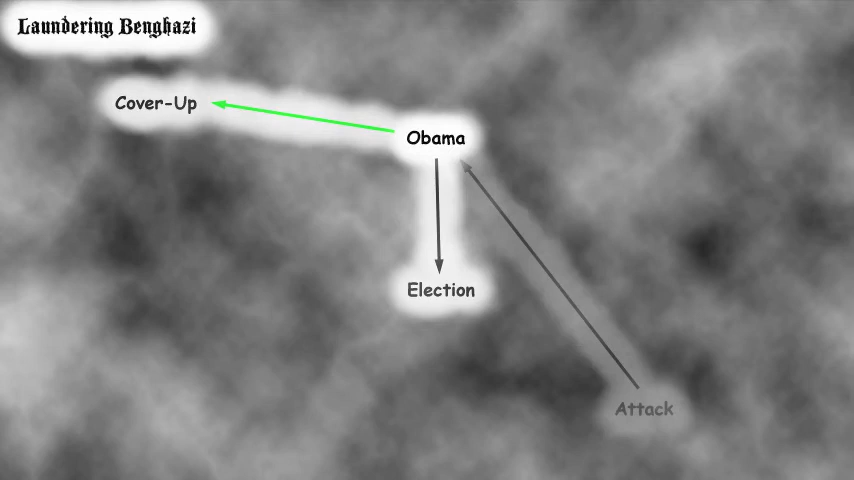 Laundering Benghazi
Cover-Up
Obama
Election
Attack